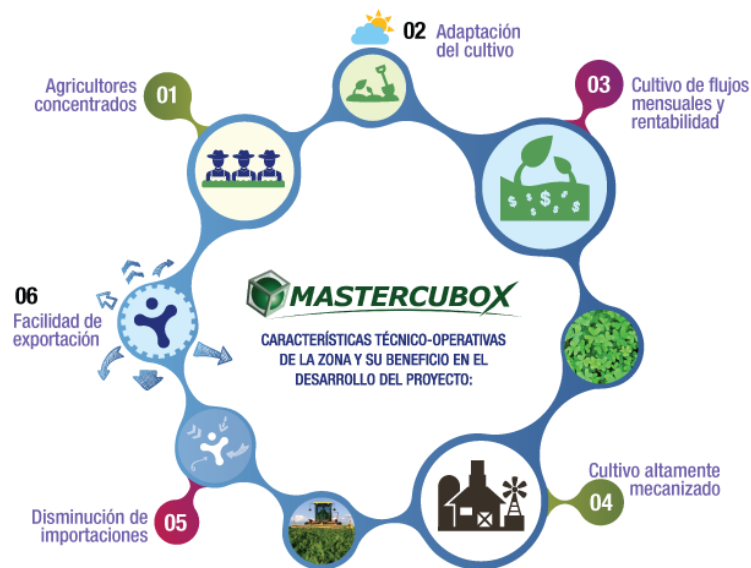 01
Agricultores
concentrados
02
Adaptación
del cultivo
03
Cultivo de flujos
mensuales y
rentabilidad
$ $ $ $ $
MASTERCUBOX
CARACTERÍSTICAS TÉCNICO-OPERATIVAS
DE LA ZONA Y SU BENEFICIO EN EL
DESARROLLO DEL PROYECTO:
04
Cultivo altamente
mecanizado
05
Disminución de
importaciones
06
Facilidad de
exportación